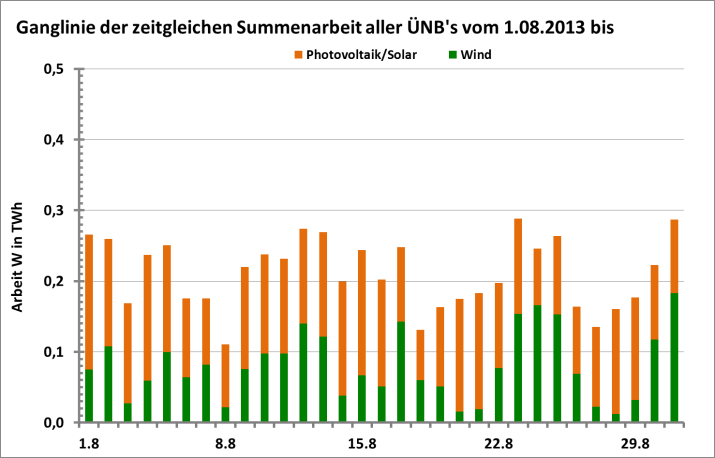 Ganglinie der zeitgleichen Summenarbeit aller ÜNB's vom 1.08.2013 bis
Photovoltaik/Solar Wind
Arbeit W in TWh
0,5
0,4
0,3
0,2
0,1
0,0
1.8 8.8 15.8 22.8 29.8